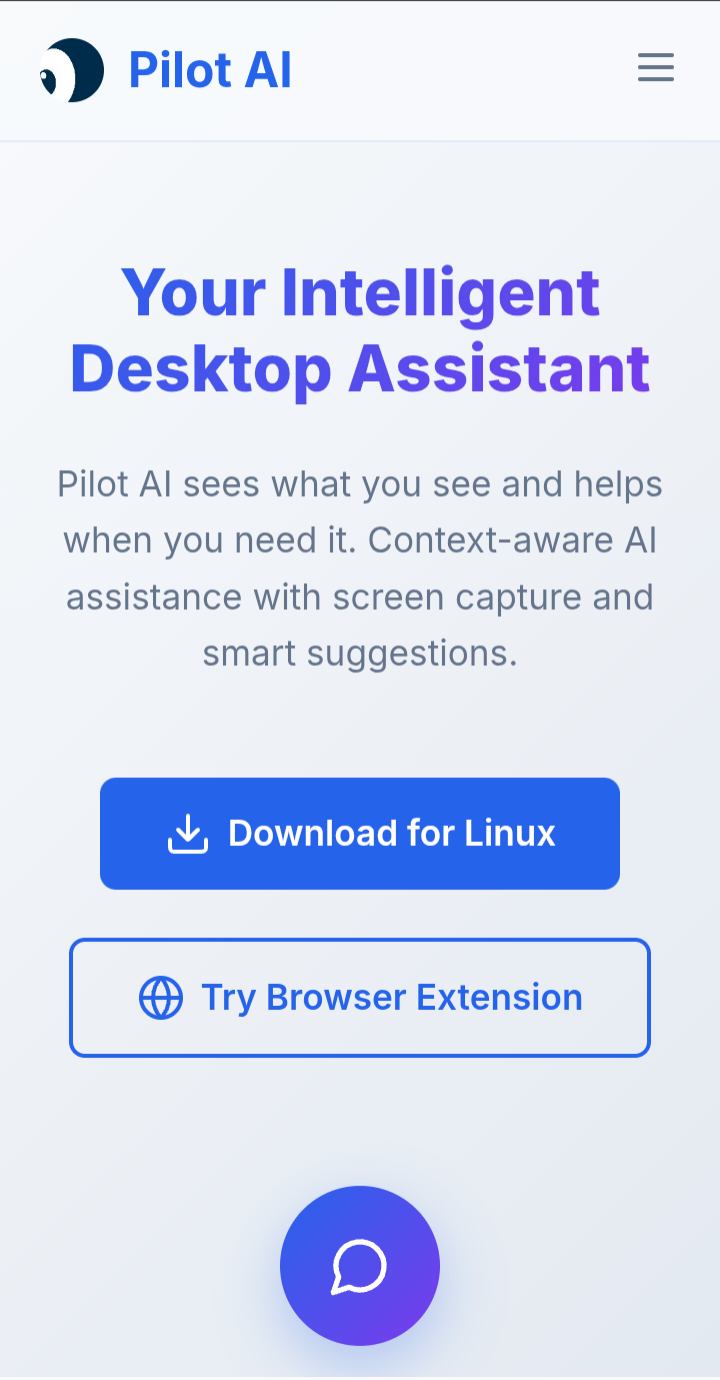 Pilot AI
Your Intelligent
Desktop Assistant
Pilot AI sees what you see and helps
when you need it. Context-aware AI
assistance with screen capture and
smart suggestions.
Download for Linux
Try Browser Extension